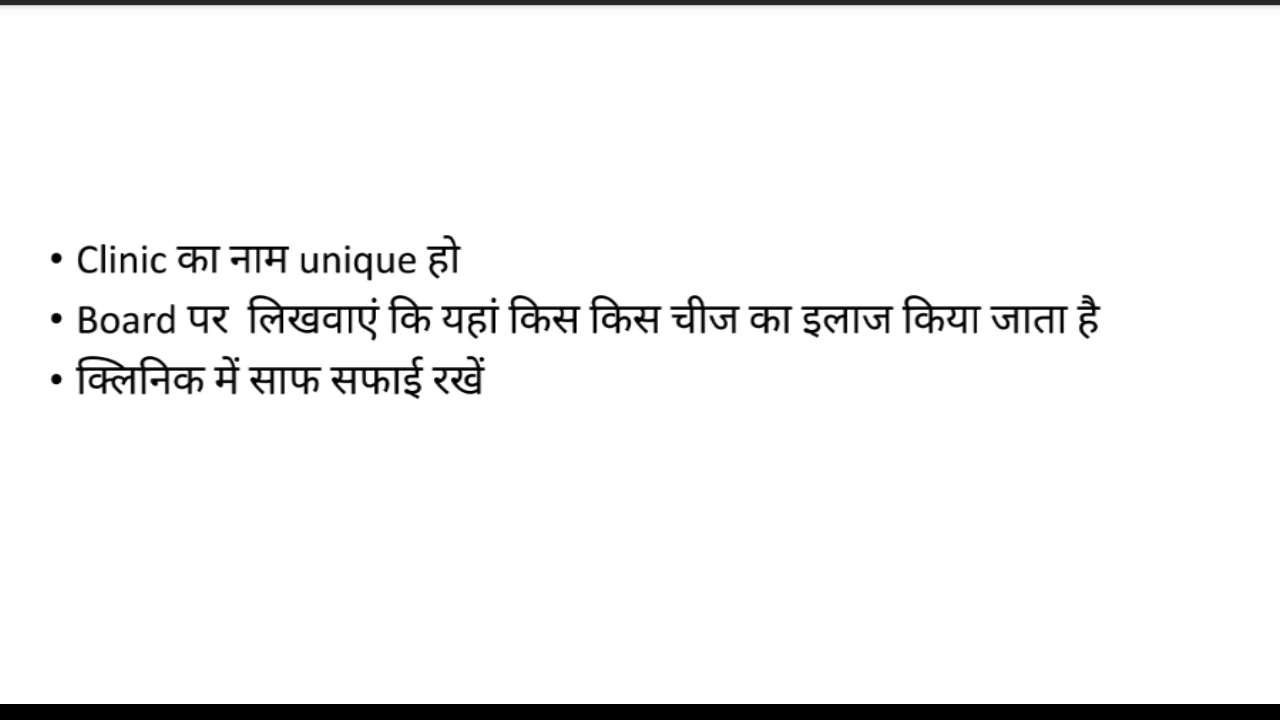 • Clinic का नाम unique हो
• Board पर लिखवाएं कि यहां किस किस चीज का इलाज किया जाता है
• क्लिनिक में साफ सफाई रखें